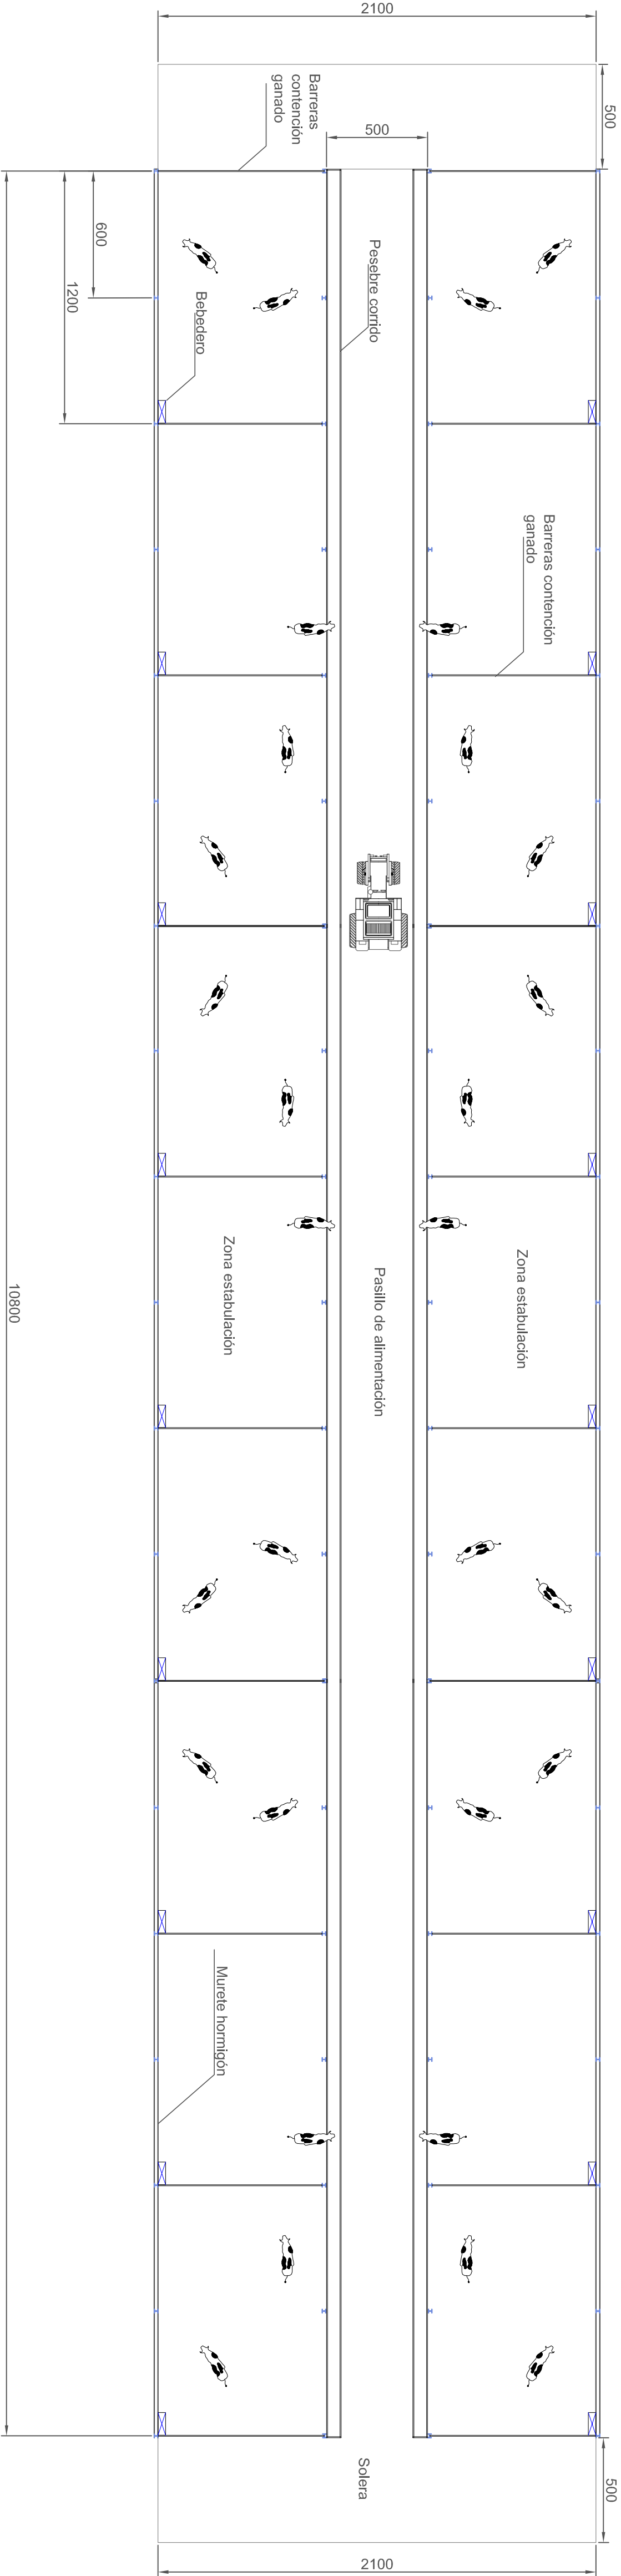 2100
500
Barreras
contención
ganado
500
600
1200
Pesebre corrido
Bebedero
Barreras contención
ganado
Zona estabulación
Zona estabulación
Pasillo de alimentación
10800
Murete hormigón
Solera
500
2100